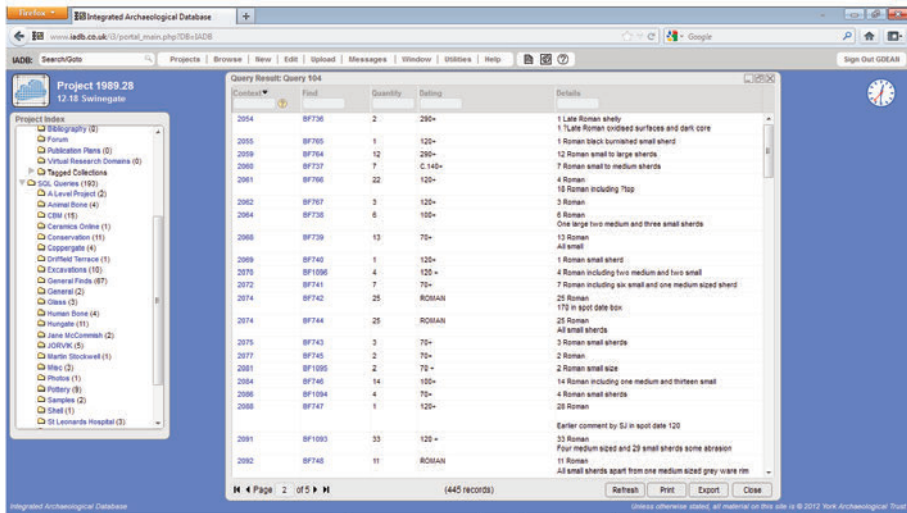 Firefox
Integrated Archaeological Database
www.iadb.co.uk/i3/portal_main.php?DB=IADB
Google
IADB: Search/Goto
Projects | Browse | New | Edit | Upload | Messages | Window | Utilities | Help
Sign Out GDEAN
Project 1989.28
12-18 Swinegate
Project Index
Bibliography (0)
Forum
Publication Plans (0)
Virtual Research Domains (0)
Tagged Collections
SQL Queries (193)
A Level Project (2)
Animal Bone (4)
CBM (15)
Ceramics Online (1)
Conservation (11)
Coppergate (4)
Driffield Terrace (1)
Excavations (10)
General Finds (87)
General (2)
Glass (3)
Human Bone (4)
Hungate (11)
Jane McComish (2)
JORVIK (5)
Martin Stockwell (1)
Misc (3)
Photos (1)
Pottery (9)
Samples (2)
Shell (1)
St Leonards Hospital (3)
Query Result: Query 104
Context Find Quantity Dating Details
2054 BF736 2 290+ 1 Late Roman shelly
1 ?Late Roman oxidised surfaces and dark core
2055 BF765 1 120+ 1 Roman black burnished small sherd
2059 BF764 12 290+ 12 Roman small to large sherds
2060 BF737 7 C.140+ 7 Roman small to medium sherds
2061 BF766 22 120+ 4 Roman
18 Roman including ?top
2062 BF767 3 120+ 3 Roman
2064 BF738 6 100+ 6 Roman
One large two medium and three small sherds
2068 BF739 13 70+ 13 Roman
All small
2069 BF740 1 120+ 1 Roman small sherd
2070 BF1096 4 120 + 4 Roman including two medium and two small
2072 BF741 7 70+ 7 Roman including six small and one medium sized sherd
2074 BF742 25 ROMAN 25 Roman
170 in spot date box
2074 BF744 25 ROMAN 25 Roman
All small sherds
2075 BF743 3 70+ 3 Roman small sherds
2077 BF745 2 70+ 2 Roman
2081 BF1095 2 70 + 2 Roman small size
2084 BF746 14 100+ 14 Roman including one medium and thirteen small
2086 BF1094 4 70+ 4 Roman small sherds
2088 BF747 1 120+ 28 Roman
Earlier comment by SJ in spot date 120
2091 BF1093 33 120 + 33 Roman
Four medium sized and 29 small sherds some abrasion
2092 BF748 11 ROMAN 11 Roman
All small sherds apart from one medium sized grey ware rim
Page 2 of 5 (445 records) Refresh Print Export Close
Integrated Archaeological Database
Unless otherwise stated, all material on this site is © 2012 York Archaeological Trust